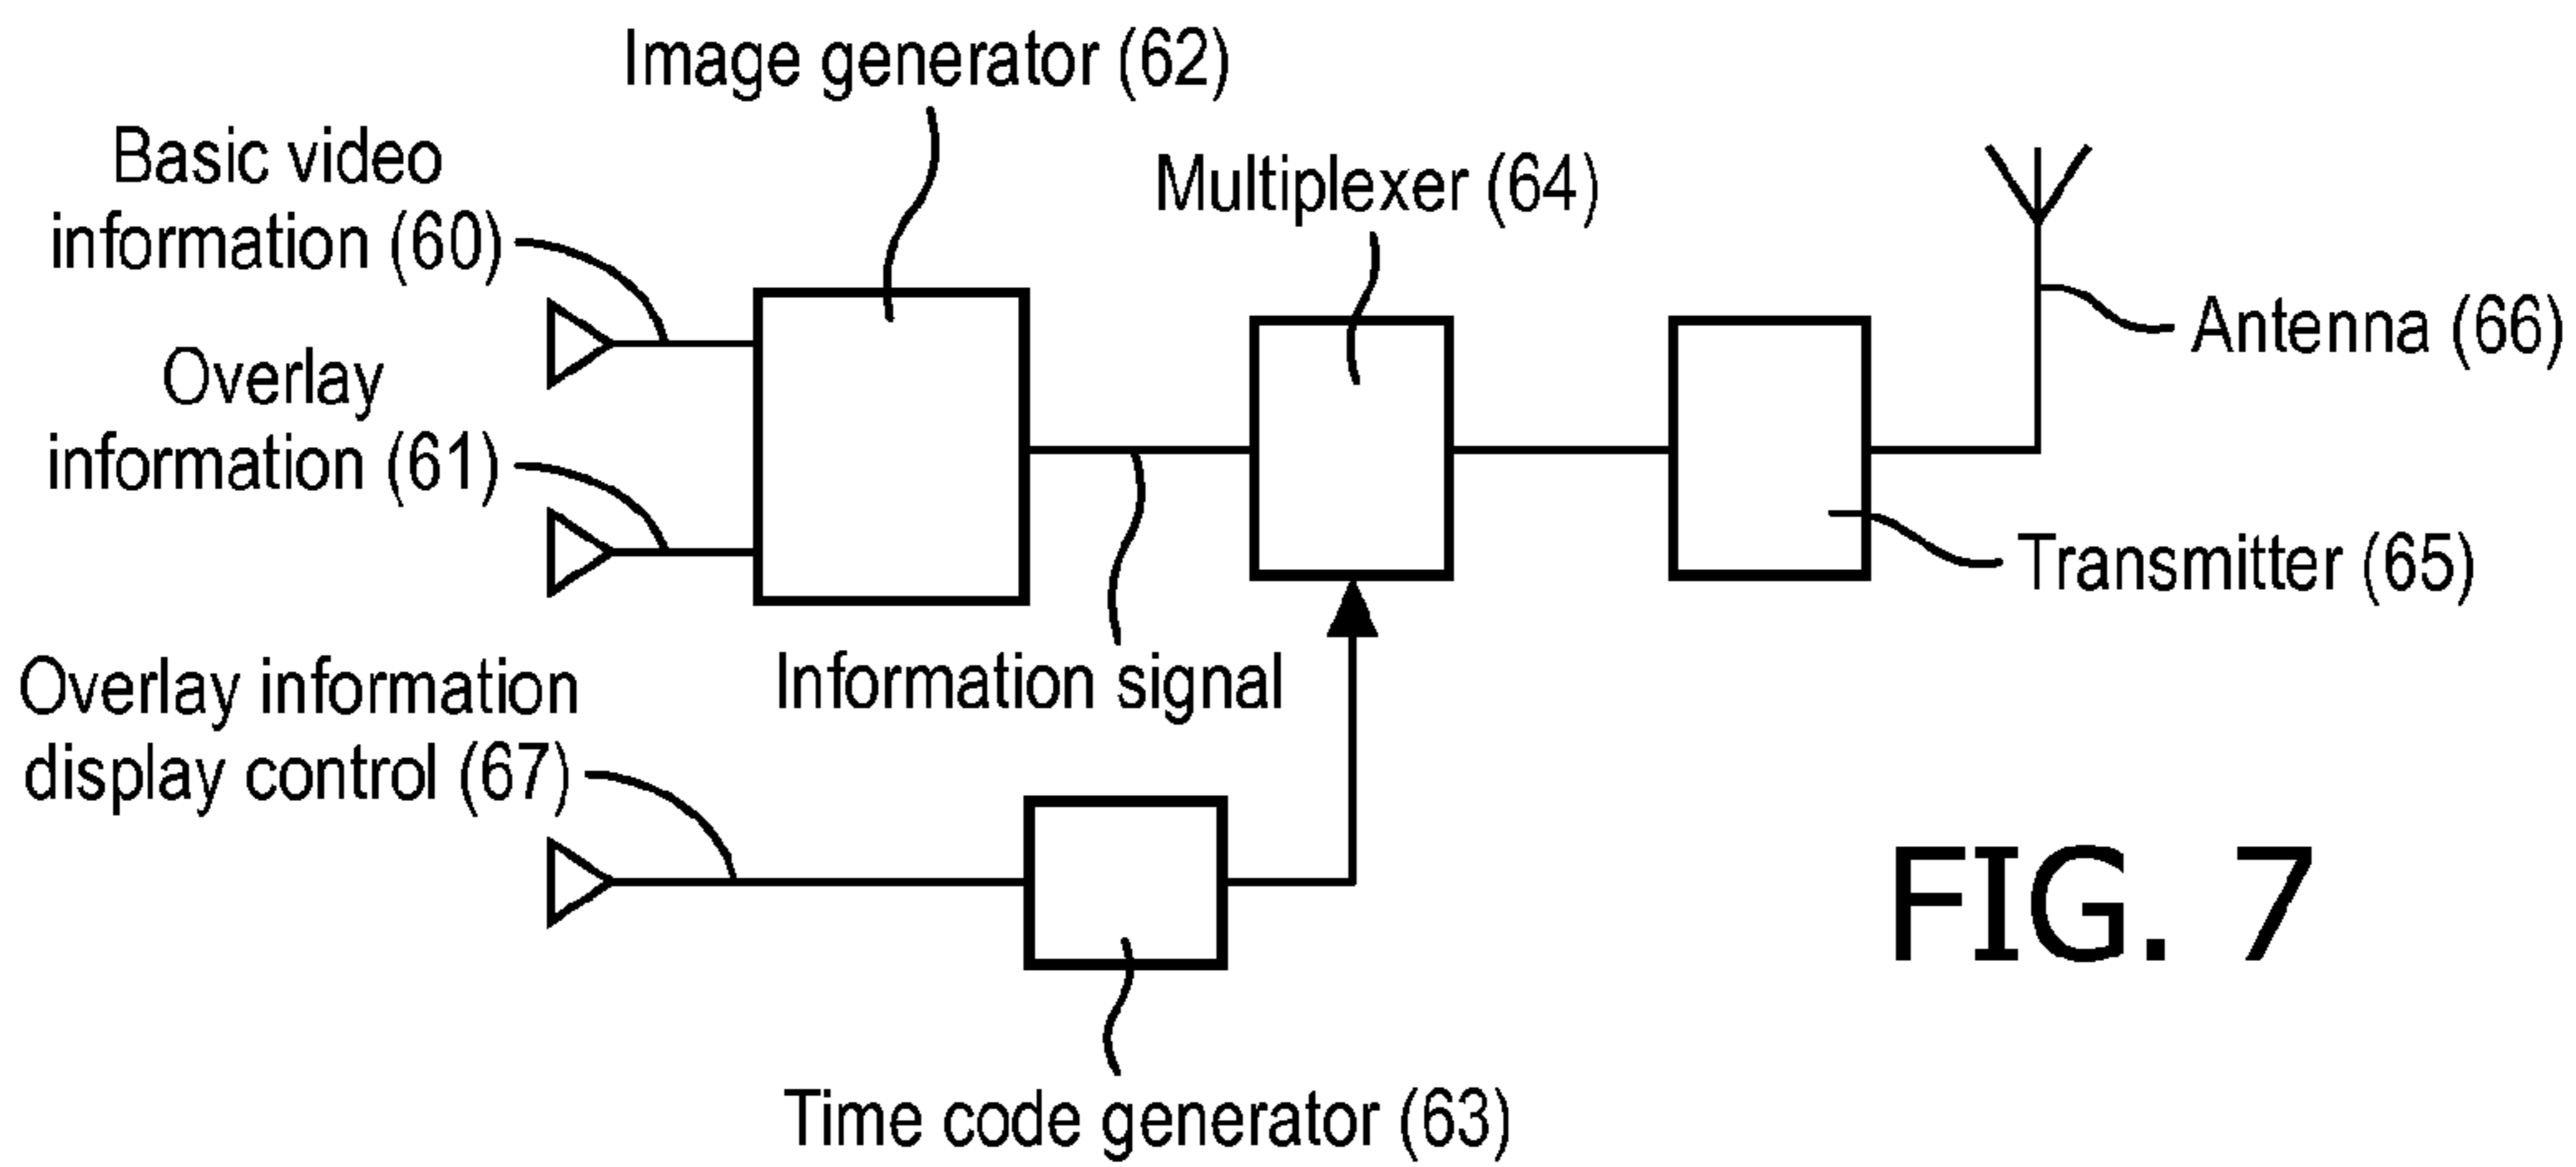 Image generator (62)
Basic video
information (60)
Multiplexer (64)
Antenna (66)
Overlay
information (61)
Transmitter (65)
Information signal
Overlay information
display control (67)
Time code generator (63)
FIG. 7